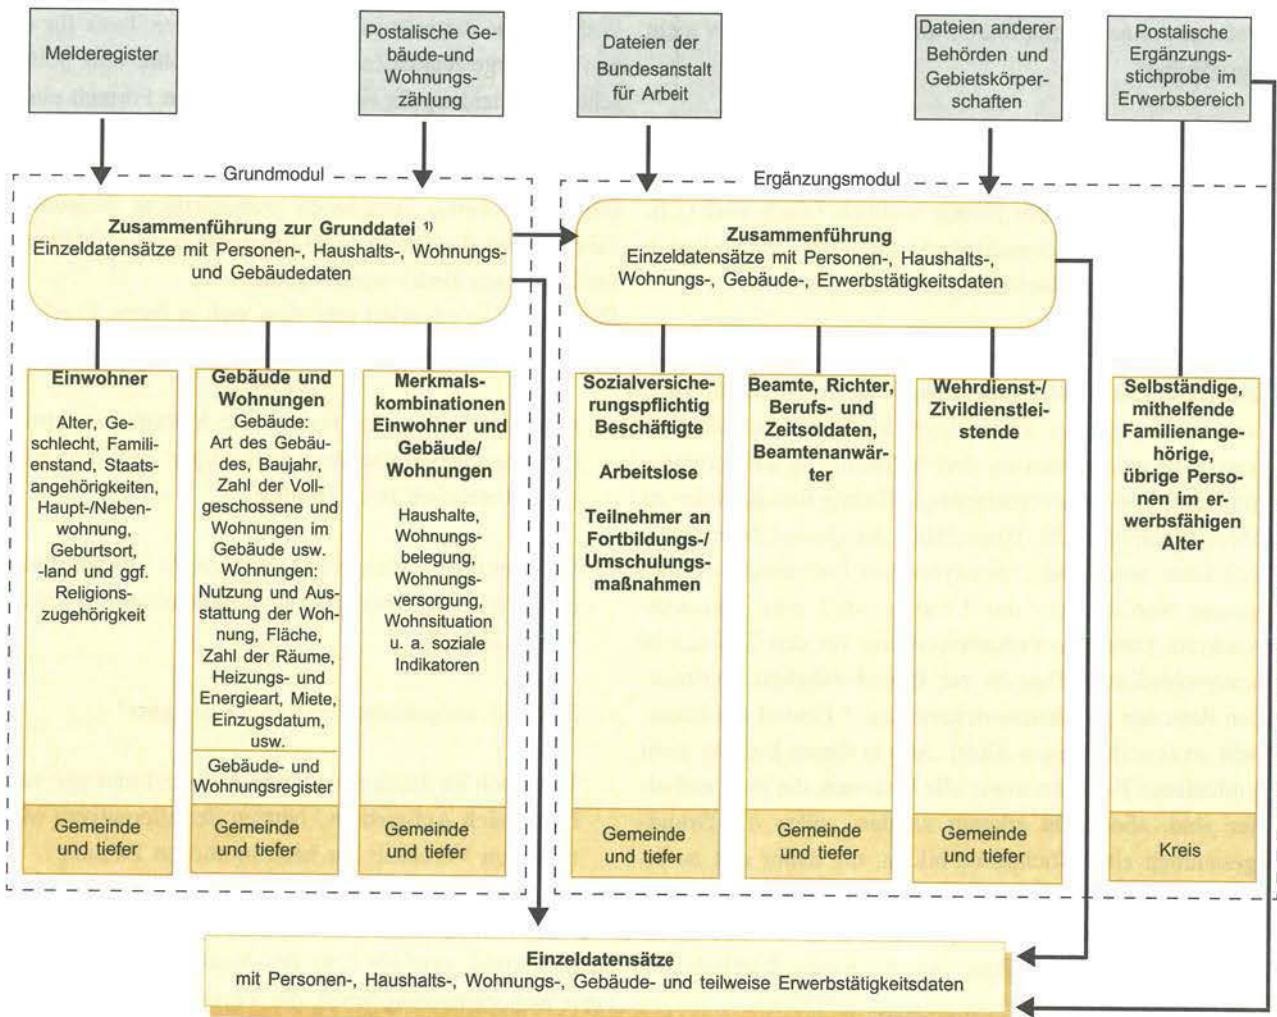 Melderegister
Postalische Ge-
bäude-und
Wohnungs-
zählung
Dateien der
Bundesanstalt
für Arbeit
Dateien anderer
Behörden und
Gebietskörper-
schaften
Postalische
Ergänzungs-
stichprobe im
Erwerbsbereich
Grundmodul
Ergänzungsmodul
Zusammenführung zur Grunddatei 1)
Einzeldatensätze mit Personen-, Haushalts-, Wohnungs-
und Gebäudedaten
Zusammenführung
Einzeldatensätze mit Personen-, Haushalts-,
Wohnungs-, Gebäude-, Erwerbstätigkeitsdaten
Einwohner
Alter, Ge-
schlecht, Famili-
enstand, Staats-
angehörigkeiten,
Haupt-/Neben-
wohnung,
Geburtsort,
-land und ggf.
Religions-
zugehörigkeit
Gemeinde
und tiefer
Gebäude und
Wohnungen
Gebäude:
Art des Gebäu-
des, Baujahr,
Zahl der Voll-
geschosse und
Wohnungen im
Gebäude usw.
Wohnungen:
Nutzung und Aus-
stattung der Woh-
nung, Fläche,
Zahl der Räume,
Heizungs- und
Energieart, Miete,
Einzugsdatum,
usw.
Gebäude- und
Wohnungsregister
Gemeinde
und tiefer
Merkmals-
kombinationen
Einwohner und
Gebäude/
Wohnungen
Haushalte,
Wohnungs-
belegung,
Wohnungs-
versorgung,
Wohnsituation
u. a. soziale
Indikatoren
Gemeinde
und tiefer
Sozialversiche-
rungspflichtig
Beschäftigte
Arbeitslose
Teilnehmer an
Fortbildungs-/
Umschulungs-
maßnahmen
Gemeinde
und tiefer
Beamte, Richter,
Berufs- und
Zeitsoldaten,
Beamtenanwär-
ter
Gemeinde
und tiefer
Wehrdienst-/
Zivildienstlei-
stende
Gemeinde
und tiefer
Selbständige,
mithelfende
Familienange-
hörige,
übrige Perso-
nen im er-
werbsfähigen
Alter
Kreis
Einzeldatensätze
mit Personen-, Haushalts-, Wohnungs-, Gebäude- und teilweise Erwerbstätigkeitsdaten